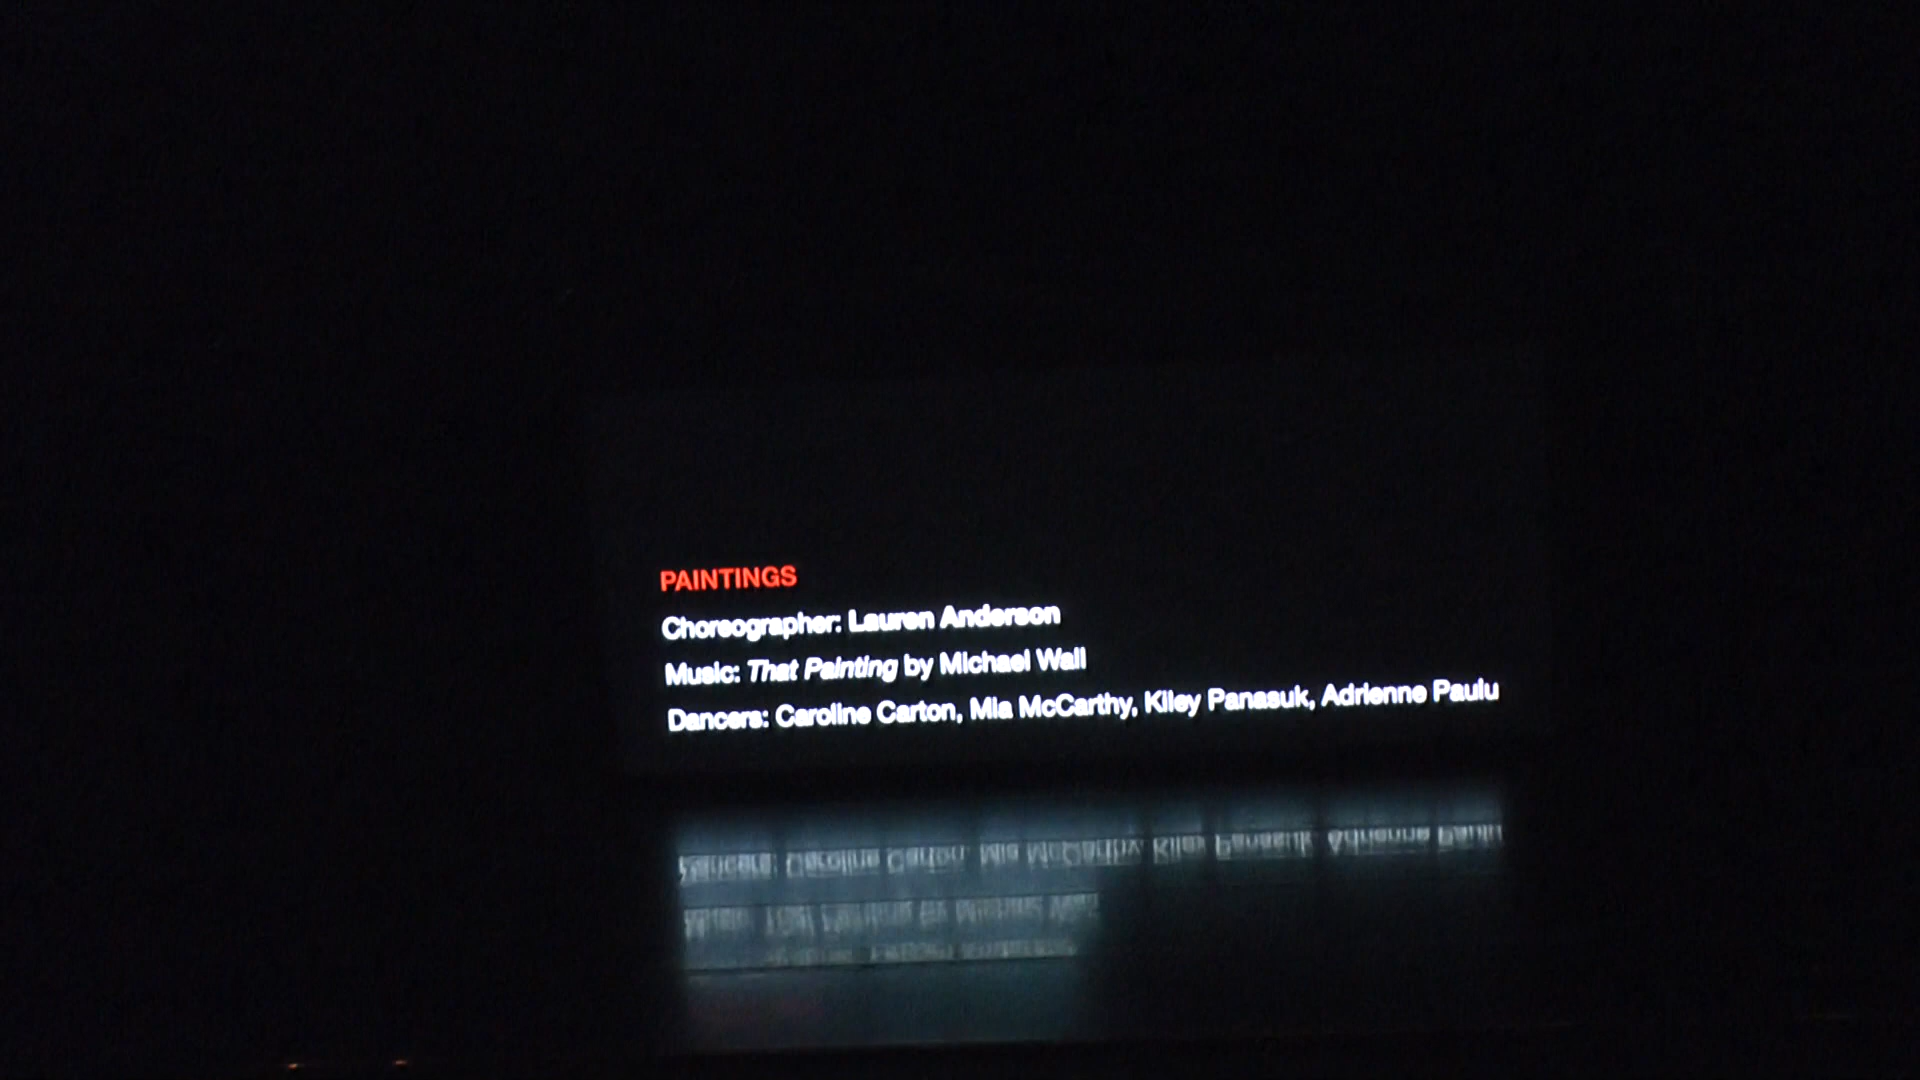 PAINTINGS
Choreographer: Lauren Anderson
Music: That Painting by Michael Wall
Dancers: Caroline Carton, Mia McCarthy, Kiley Panasuk, Adrienne Paulu